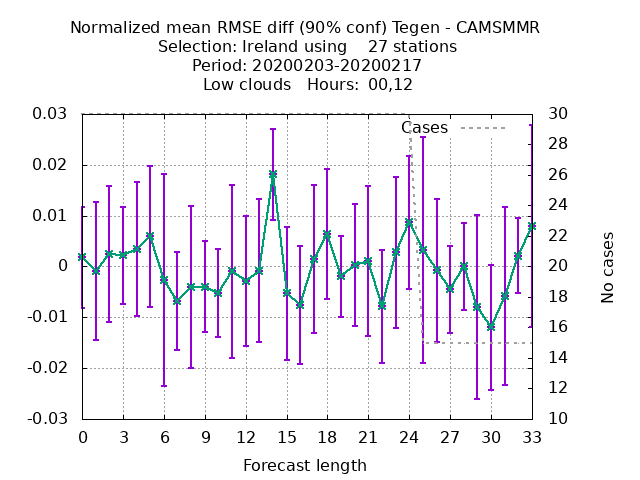 Normalized mean RMSE diff (90% conf) Tegen - CAMSMMR
Selection: Ireland using    27 stations
Period: 20200203-20200217
Low clouds   Hours:  00,12
Cases
0.03
0.02
0.01
0
-0.01
-0.02
-0.03
30
28
26
24
22
20
18
16
14
12
10
No cases
0 3 6 9 12 15 18 21 24 27 30 33
Forecast length